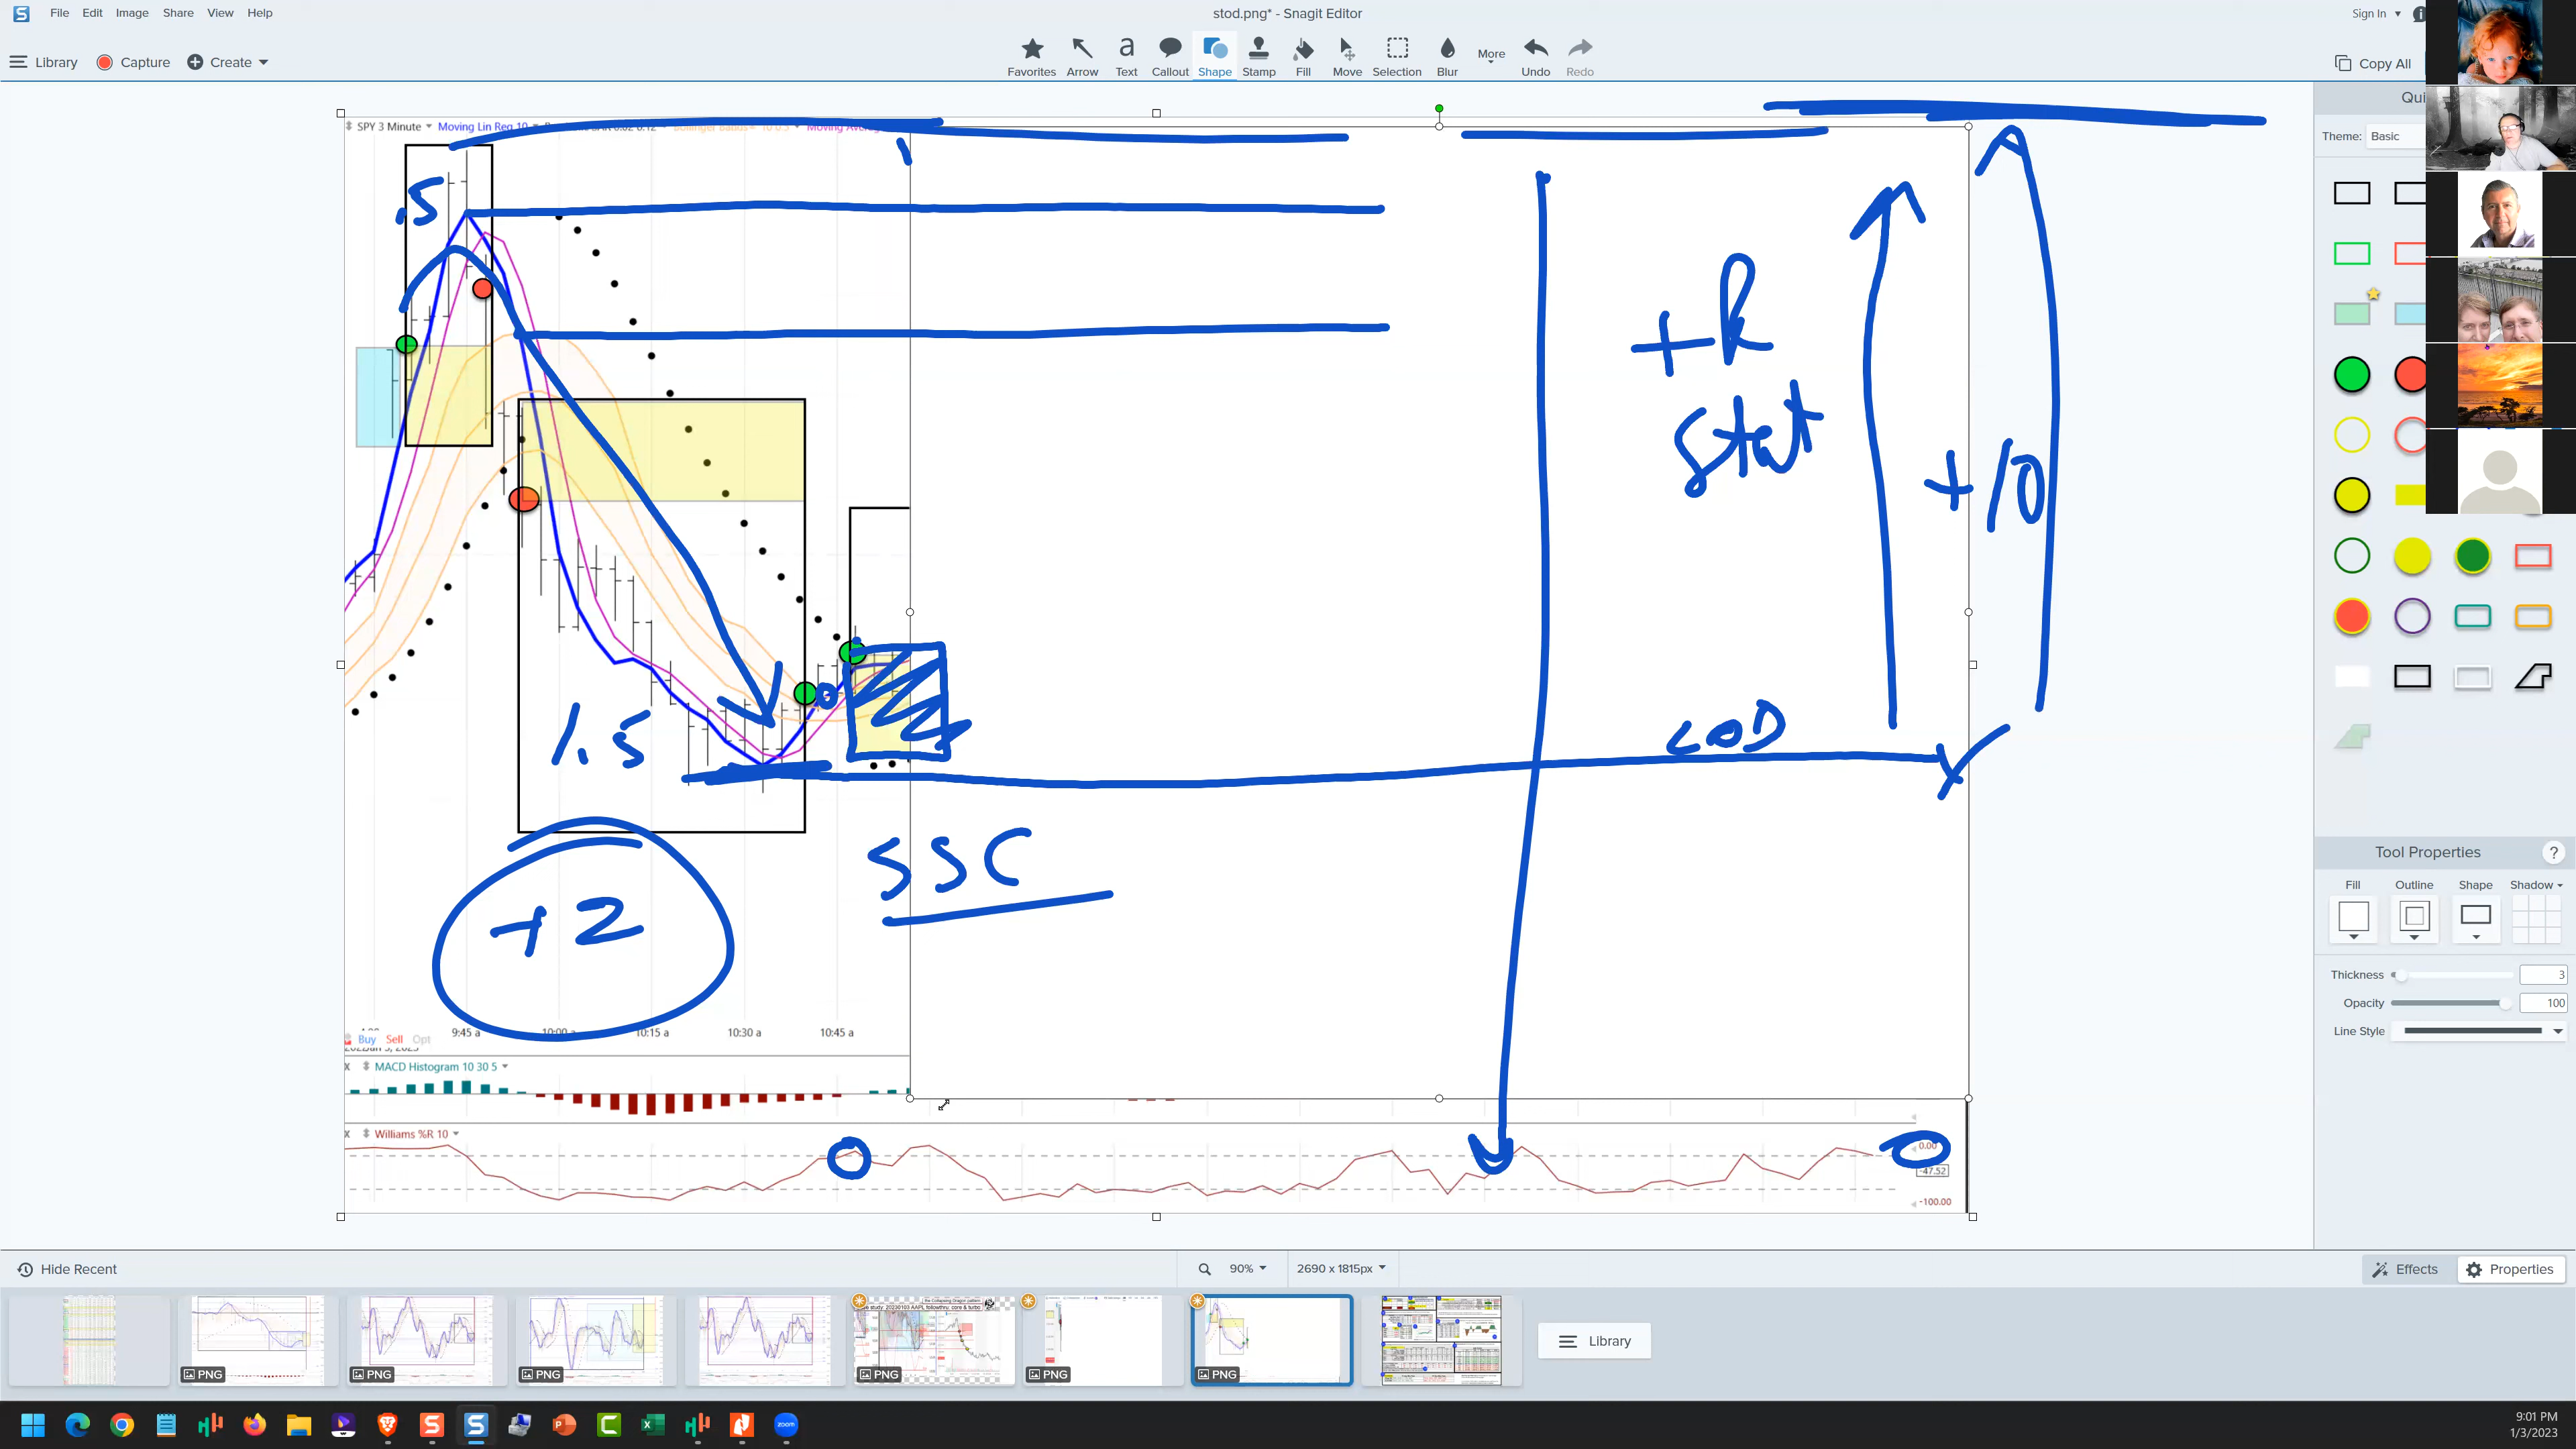 File Edit Image Share View Help
stod.png* - Snagit Editor
Sign In
Library Capture Create
Favorites Arrow Text Callout Shape Stamp Fill Move Selection Blur More Undo Redo
Copy All
Qui
Theme: Basic
SPY 3 Minute Moving Lin Reg 10
.5
+R
Stat
+10
LOD
1.5
SSC
+2
9:45 a 10:00 a 10:15 a 10:30 a 10:45 a
Buy Sell Opt
X MACD Histogram 10 30 5
X Williams %R 10
0.00
-47.52
-100.00
Tool Properties ?
Fill Outline Shape Shadow
Thickness 3
Opacity 100
Line Style
Hide Recent
90% 2690 x 1815px
Effects Properties
PNG PNG PNG PNG PNG PNG
Library
zoom
9:01 PM
1/3/2023